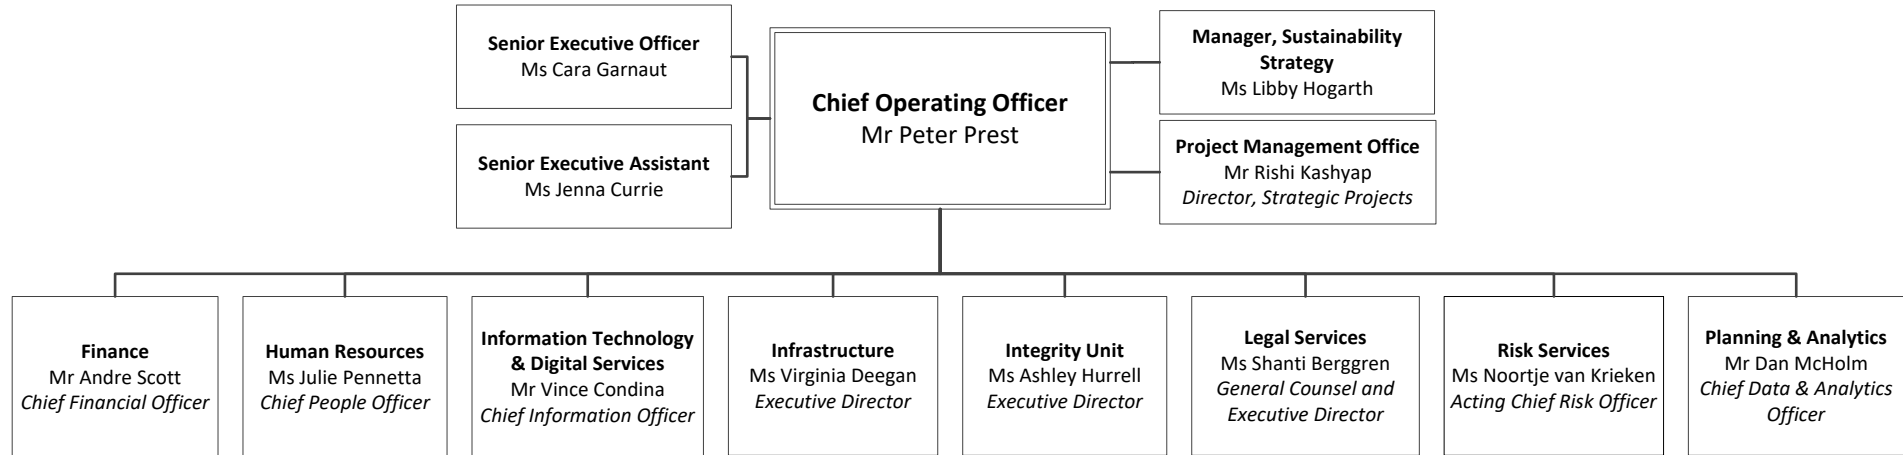 Senior Executive Officer
Ms Cara Garnaut
Senior Executive Assistant
Ms Jenna Currie
Chief Operating Officer
Mr Peter Prest
Manager, Sustainability
Strategy
Ms Libby Hogarth
Project Management Office
Mr Rishi Kashyap
Director, Strategic Projects
Finance
Mr Andre Scott
Chief Financial Officer
Human Resources
Ms Julie Pennetta
Chief People Officer
Information Technology
& Digital Services
Mr Vince Condina
Chief Information Officer
Infrastructure
Ms Virginia Deegan
Executive Director
Integrity Unit
Ms Ashley Hurrell
Executive Director
Legal Services
Ms Shanti Berggren
General Counsel and
Executive Director
Risk Services
Ms Noortje van Krieken
Acting Chief Risk Officer
Planning & Analytics
Mr Dan McHolm
Chief Data & Analytics
Officer